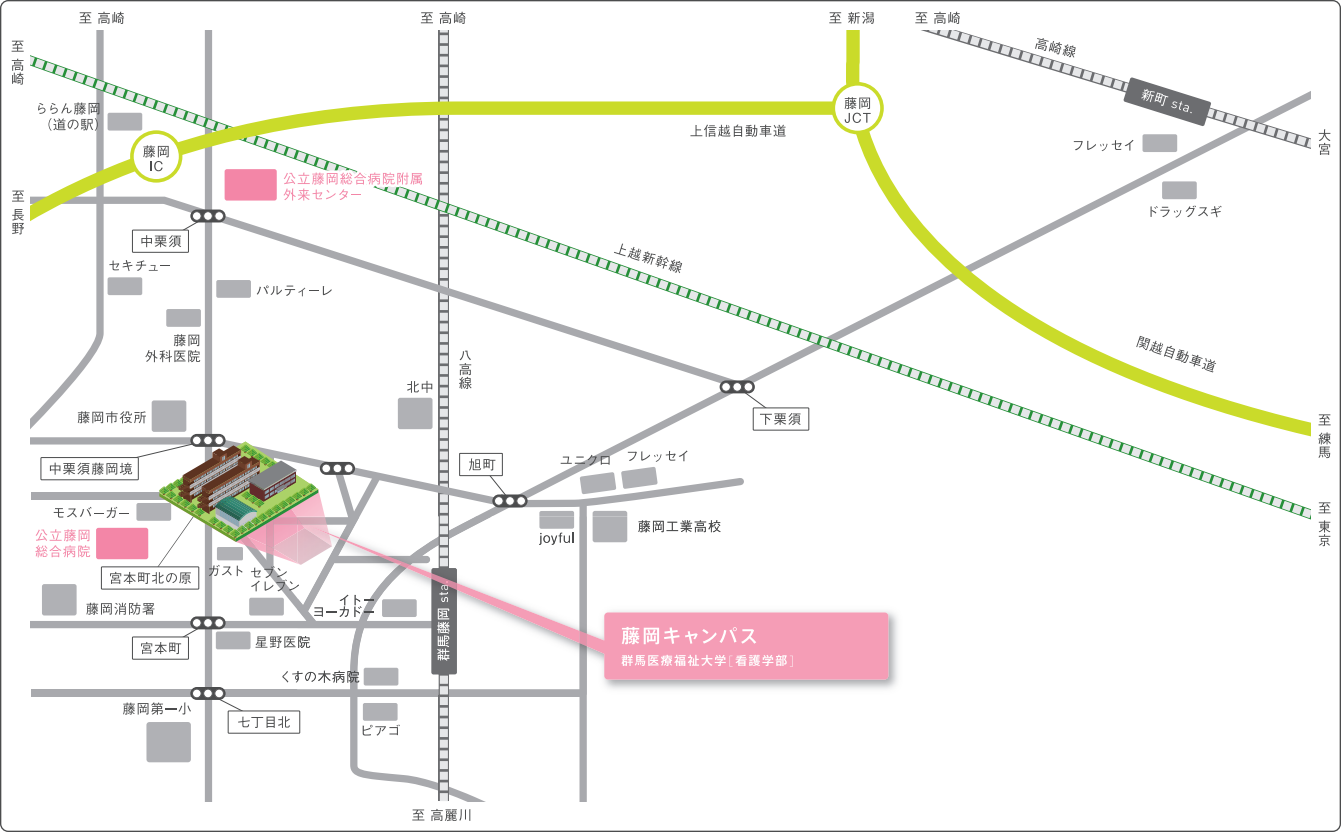 至 高崎
至 高崎
至 新潟
至 高崎
至 高崎
高崎線
新町 sta.
大宮
ららん藤岡
(道の駅)
藤岡
IC
藤岡
JCT
上信越自動車道
フレッセイ
ドラッグスギ
公立藤岡総合病院附属
外来センター
至 長野
中栗須
セキチュー
パルティーレ
上越新幹線
藤岡
外科医院
八高線
関越自動車道
北中
藤岡市役所
下栗須
至 練馬
中栗須藤岡境
旭町
ユニクロ
フレッセイ
モスバーガー
至 東京
公立藤岡
総合病院
joyful
藤岡工業高校
宮本町北の原
ガスト
セブン
イレブン
藤岡消防署
イトー
ヨーカドー
群馬藤岡 sta.
宮本町
星野医院
藤岡キャンパス
群馬医療福祉大学[看護学部]
くすの木病院
藤岡第一小
七丁目北
ピアゴ
至 高麗川